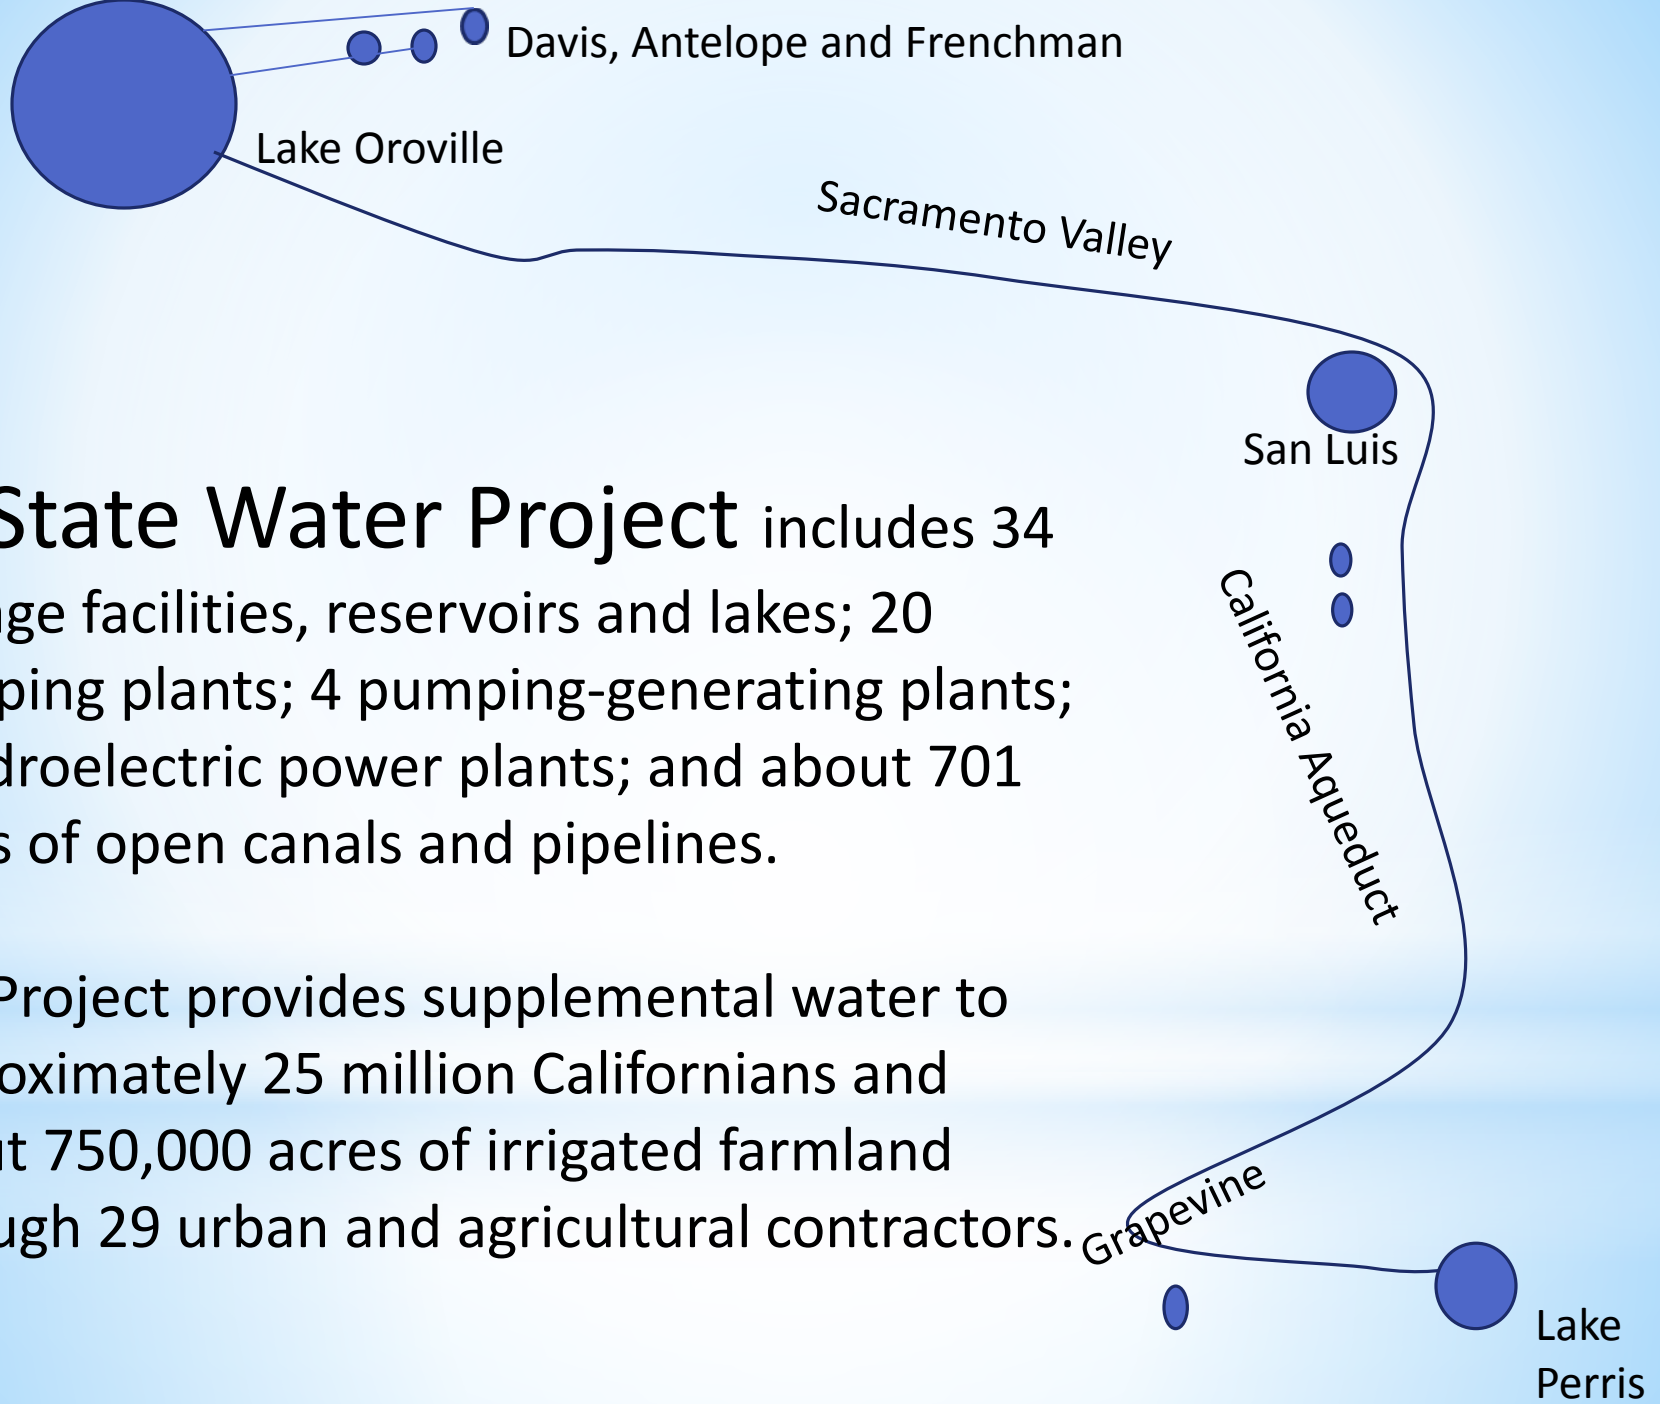 Davis, Antelope and Frenchman
Lake Oroville
Sacramento Valley
San Luis
State Water Project includes 34
age facilities, reservoirs and lakes; 20
ping plants; 4 pumping-generating plants;
droelectric power plants; and about 701
s of open canals and pipelines.
California Aqueduct
Project provides supplemental water to
oximately 25 million Californians and
ut 750,000 acres of irrigated farmland
ugh 29 urban and agricultural contractors.
Grapevine
Lake
Perris